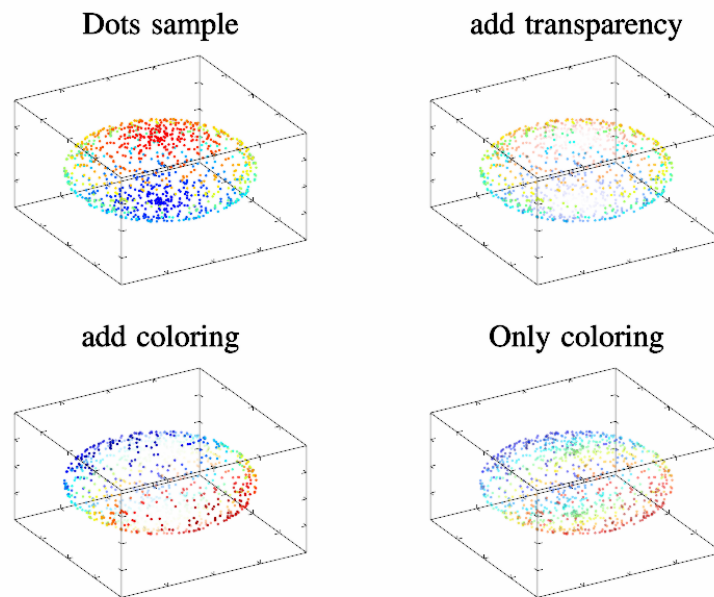 Dots sample
add transparency
add coloring
Only coloring